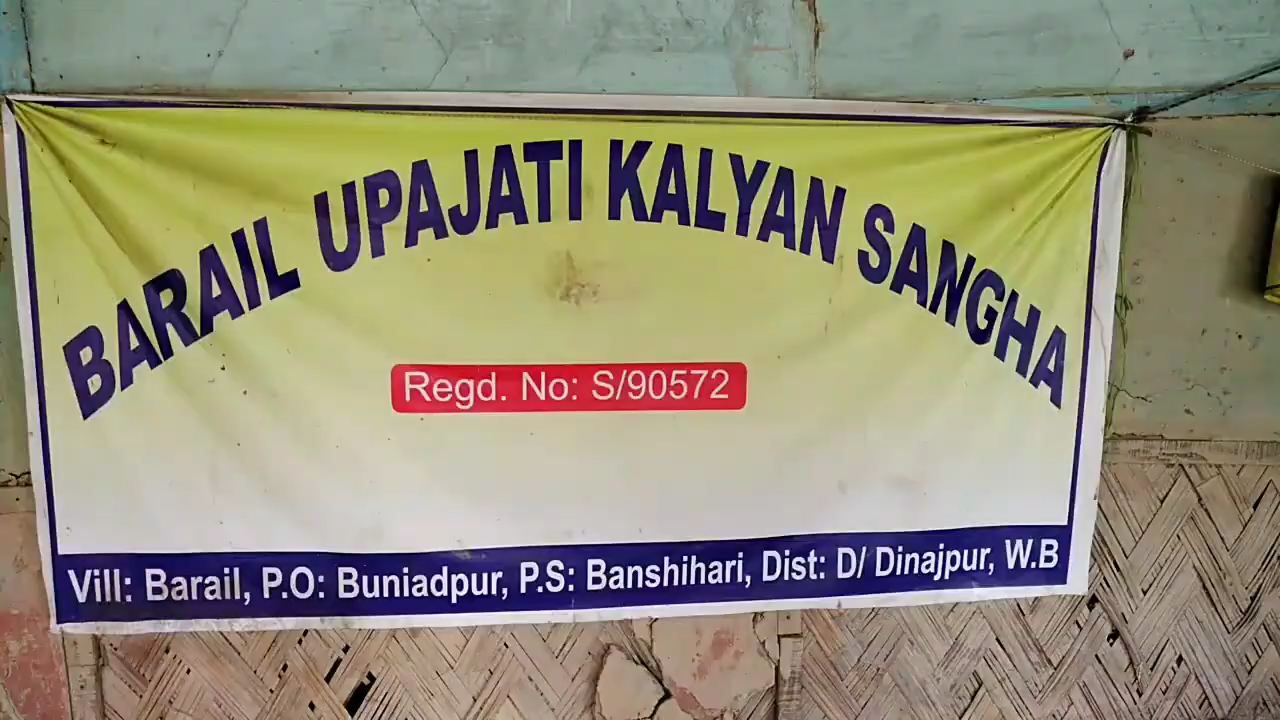 BARAIL UPAJATI KALYAN SANGHA
Regd. No: S/90572
Vill: Barail, P.O: Buniadpur, P.S: Banshihari, Dist: D/ Dinajpur, W.B